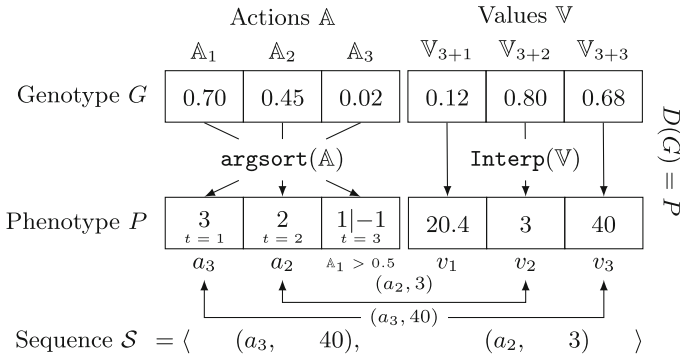 Actions 𝔸 Values 𝕍
𝔸₁ 𝔸₂ 𝔸₃ 𝕍₃₊₁ 𝕍₃₊₂ 𝕍₃₊₃
Genotype G 0.70 0.45 0.02 0.12 0.80 0.68
argsort(𝔸) Interp(𝕍)
D(G) = P
Phenotype P 3 2 1|−1 20.4 3 40
t = 1 t = 2 t = 3
a₃ a₂ 𝔸₁ > 0.5 v₁ v₂ v₃
(a₂, 3)
(a₃, 40)
Sequence 𝒮 = ⟨ (a₃, 40), (a₂, 3) ⟩